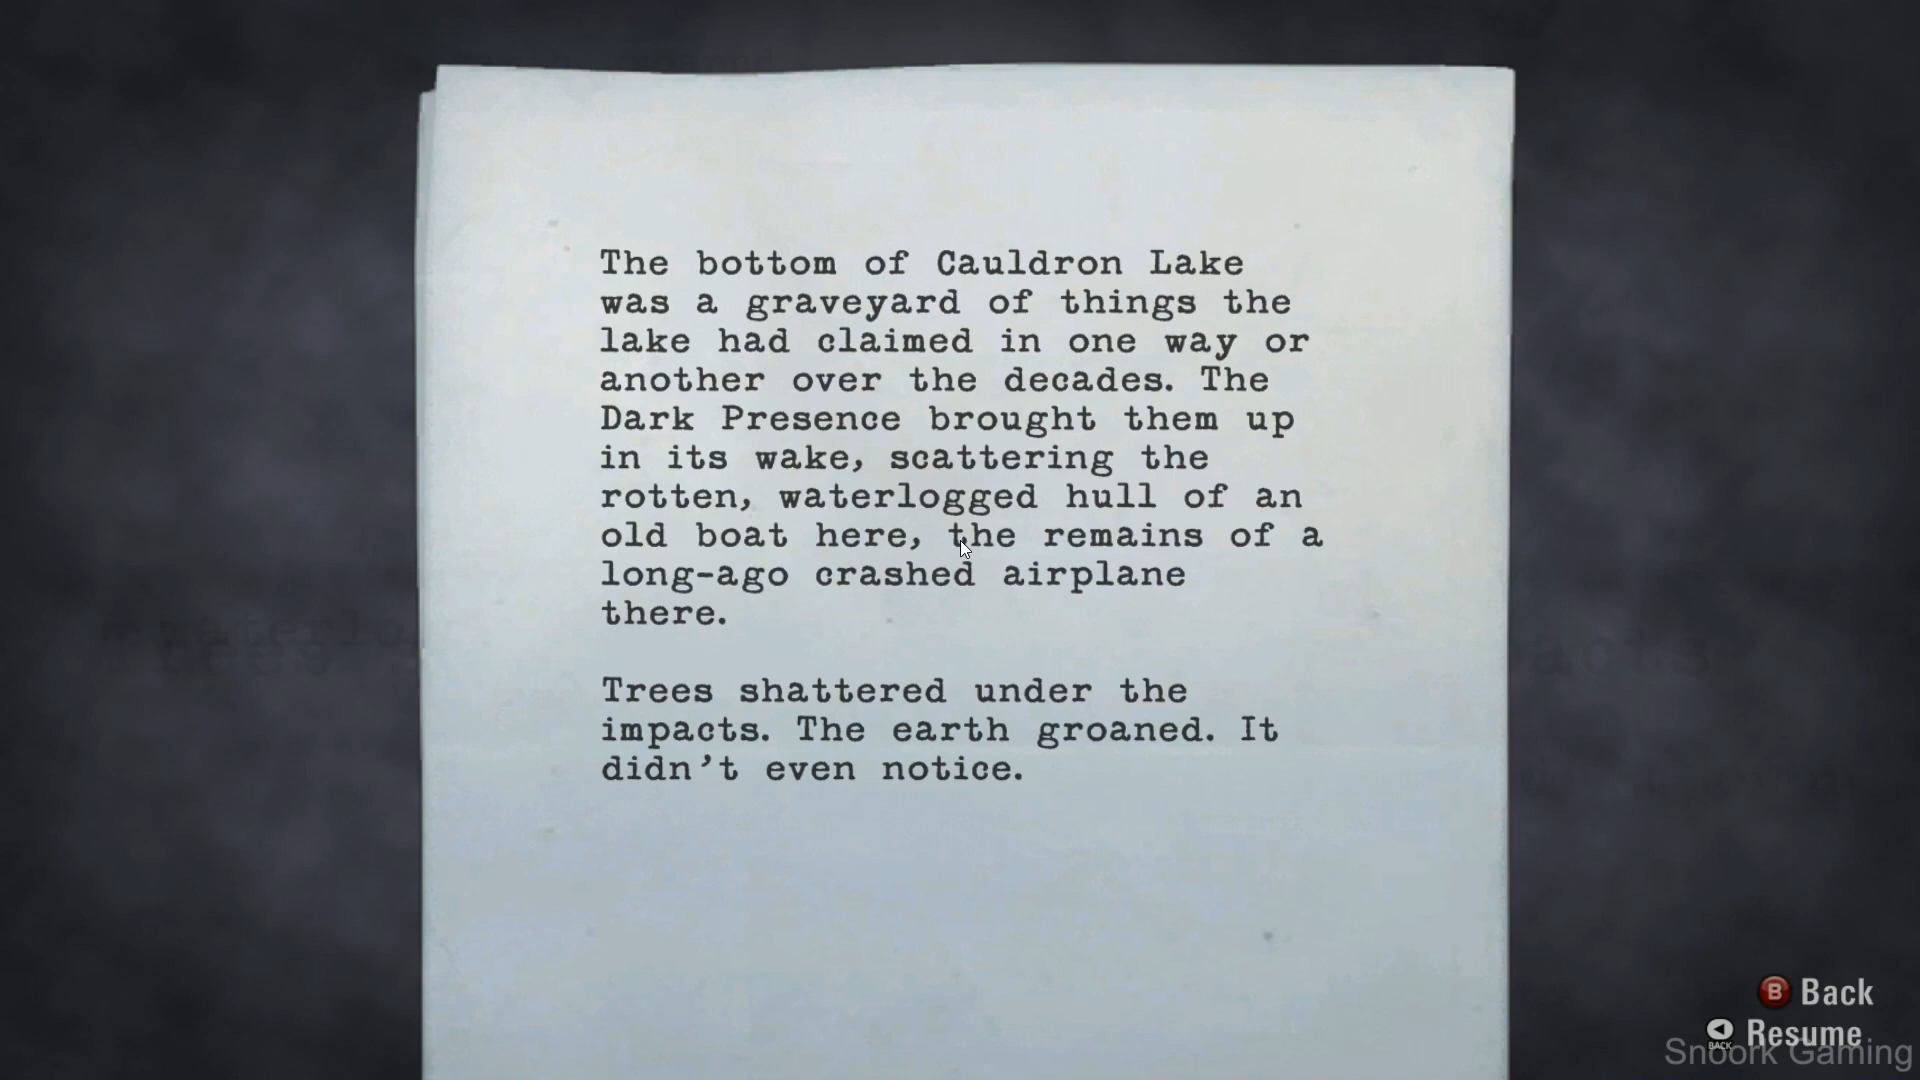 The bottom of Cauldron Lake
was a graveyard of things the
lake had claimed in one way or
another over the decades. The
Dark Presence brought them up
in its wake, scattering the
rotten, waterlogged hull of an
old boat here, the remains of a
long-ago crashed airplane
there.
Trees shattered under the
impacts. The earth groaned. It
didn't even notice.
B Back
BACK Resume
Snoork Gaming